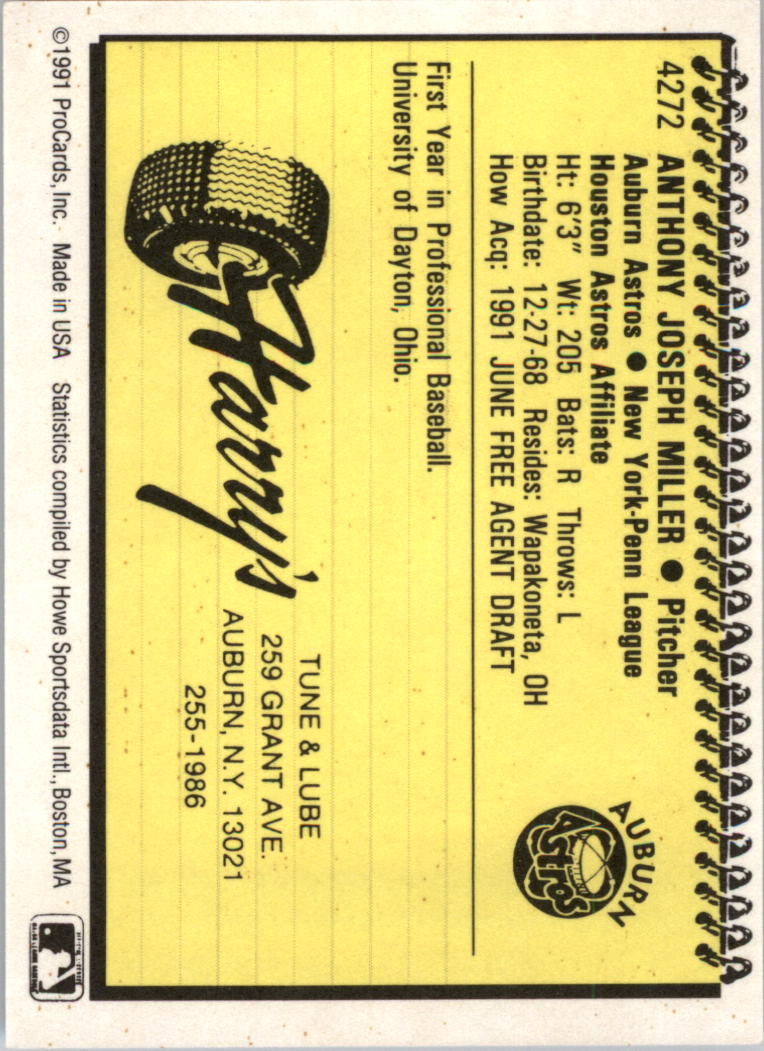 4272 ANTHONY JOSEPH MILLER ● Pitcher
Auburn Astros ● New York-Penn League
Houston Astros Affiliate
Ht: 6'3" Wt: 205 Bats: R Throws: L
Birthdate: 12-27-68 Resides: Wapakoneta, OH
How Acq: 1991 JUNE FREE AGENT DRAFT
AUBURN
Astros
First Year in Professional Baseball.
University of Dayton, Ohio.
Harry's
TUNE & LUBE
259 GRANT AVE.
AUBURN, N.Y. 13021
255-1986
©1991 ProCards, Inc. Made in USA Statistics compiled by Howe Sportsdata Intl., Boston, MA